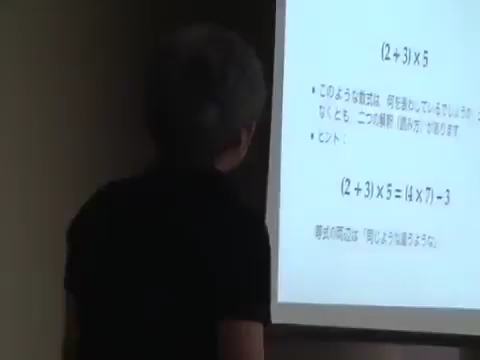 (2+3)×5
• このような数式は 何を表わしているでしょうか
なくとも、二つの解釈（読み方）があります
• ヒント：
(2+3)×5=(4×7)−3
等式の両辺は「同じような違うような」